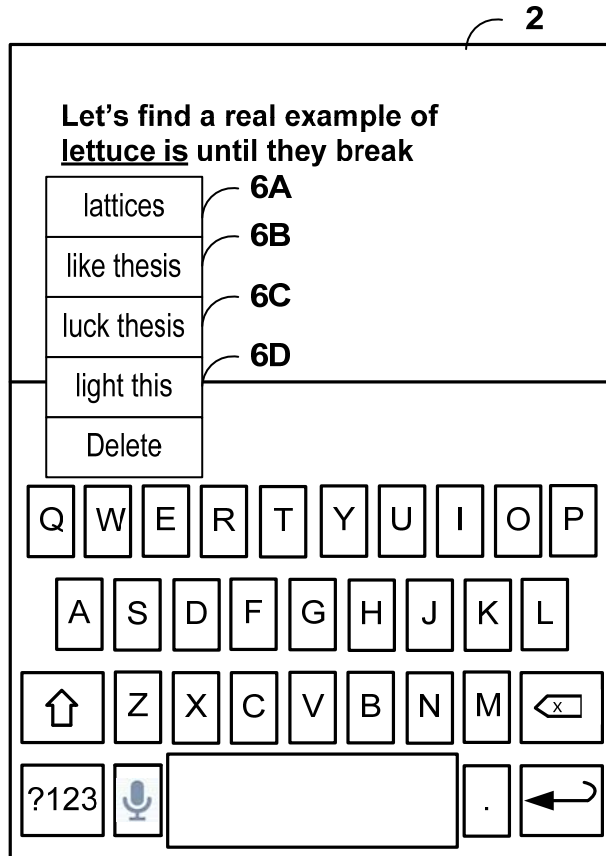 2
Let's find a real example of
lettuce is until they break
lattices 6A
like thesis 6B
luck thesis 6C
light this 6D
Delete
Q W E R T Y U I O P
A S D F G H J K L
Z X C V B N M x
?123 .